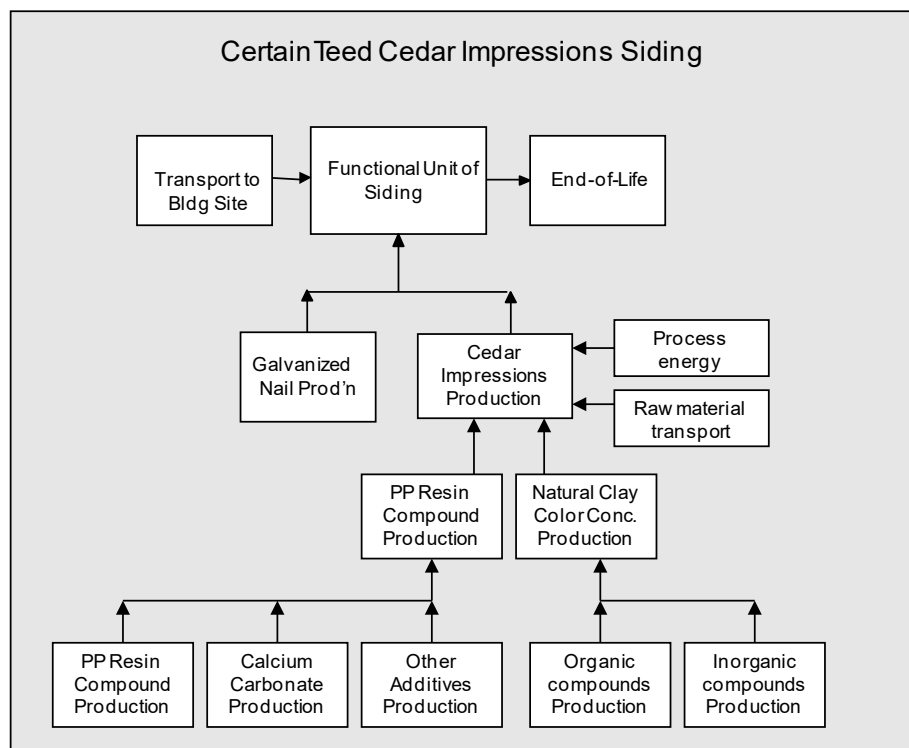 CertainTeed Cedar Impressions Siding
Transport to
Bldg Site
Functional Unit of
Siding
End-of-Life
Galvanized
Nail Prod’n
Cedar
Impressions
Production
Process
energy
Raw material
transport
PP Resin
Compound
Production
Natural Clay
Color Conc.
Production
PP Resin
Compound
Production
Calcium
Carbonate
Production
Other
Additives
Production
Organic
compounds
Production
Inorganic
compounds
Production